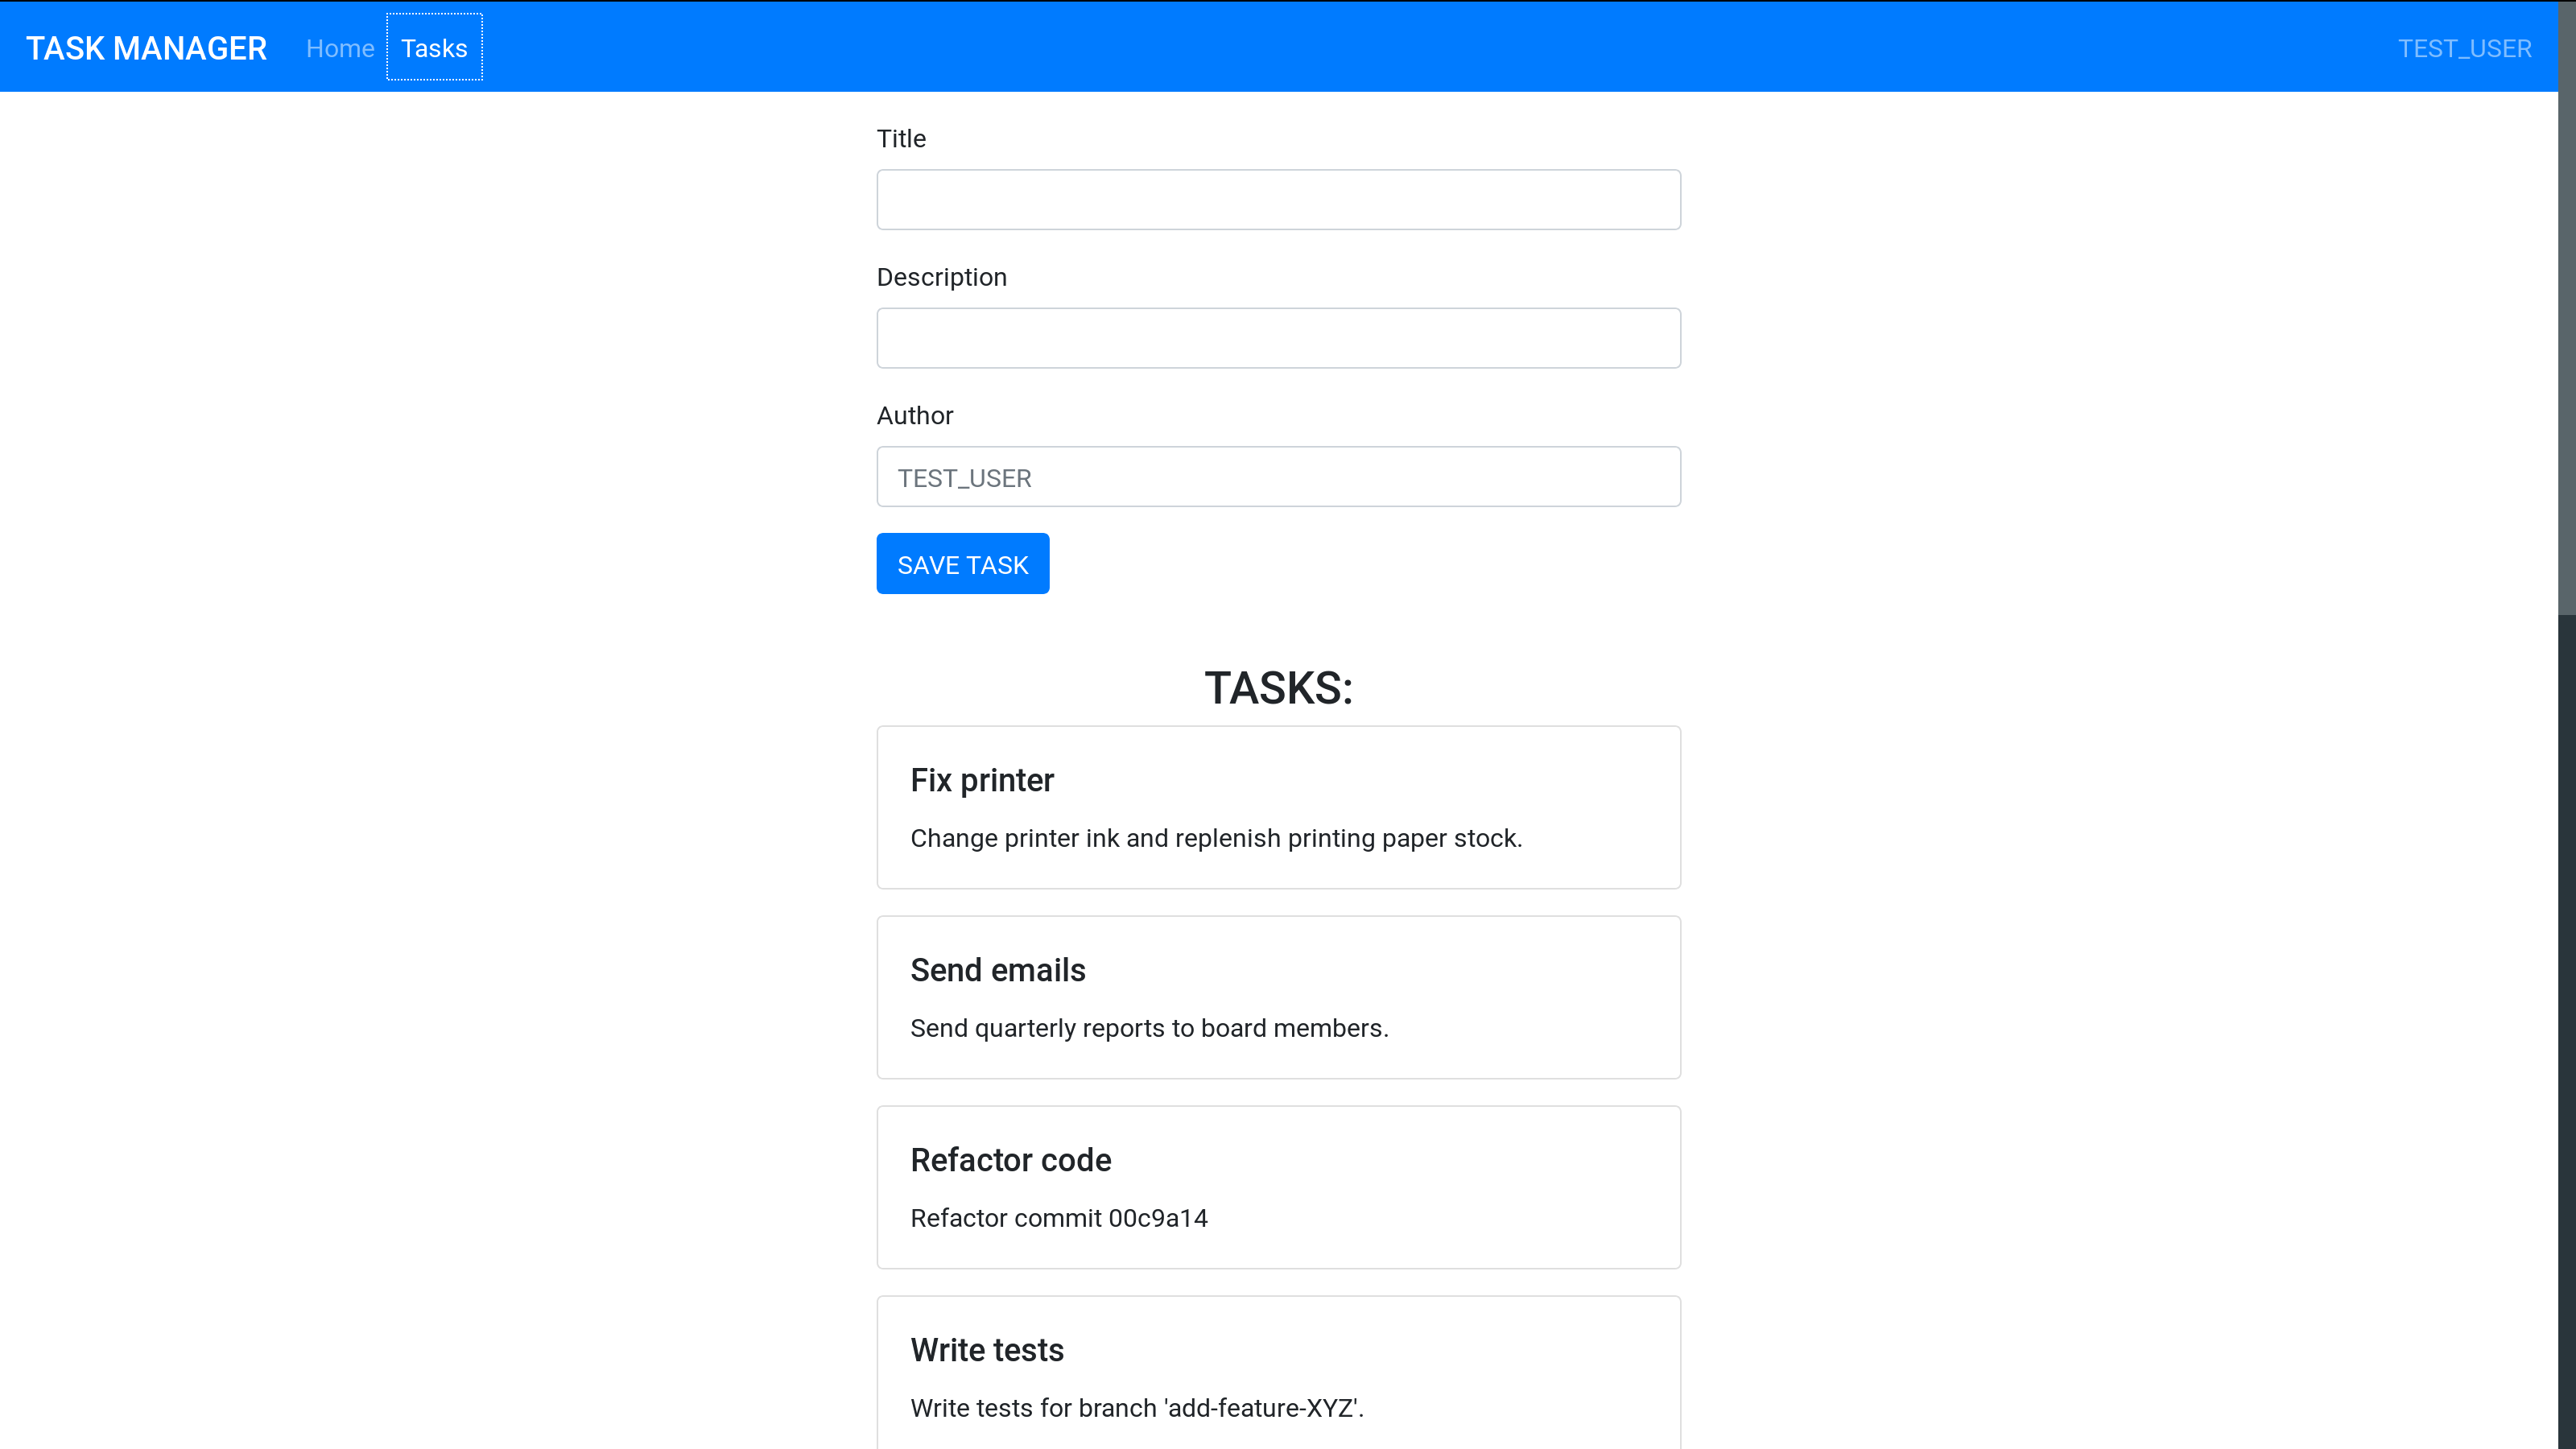 TASK MANAGER Home Tasks TEST_USER
Title
Description
Author
TEST_USER
SAVE TASK
TASKS:
Fix printer
Change printer ink and replenish printing paper stock.
Send emails
Send quarterly reports to board members.
Refactor code
Refactor commit 00c9a14
Write tests
Write tests for branch 'add-feature-XYZ'.